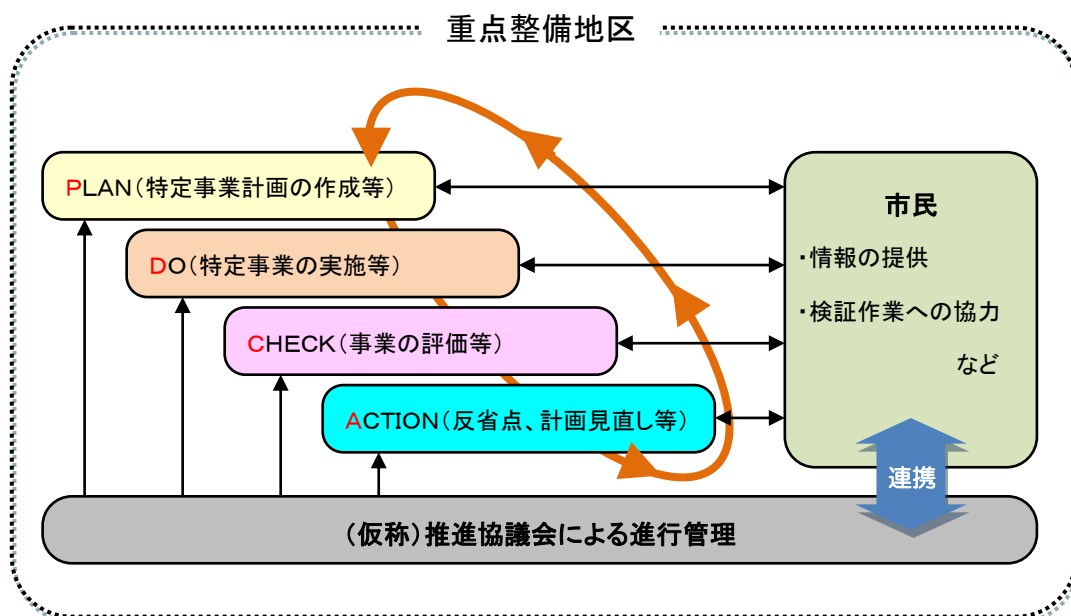 重点整備地区
PLAN(特定事業計画の作成等)
DO(特定事業の実施等)
CHECK(事業の評価等)
ACTION(反省点、計画見直し等)
市民
・情報の提供
・検証作業への協力
など
連携
(仮称)推進協議会による進行管理